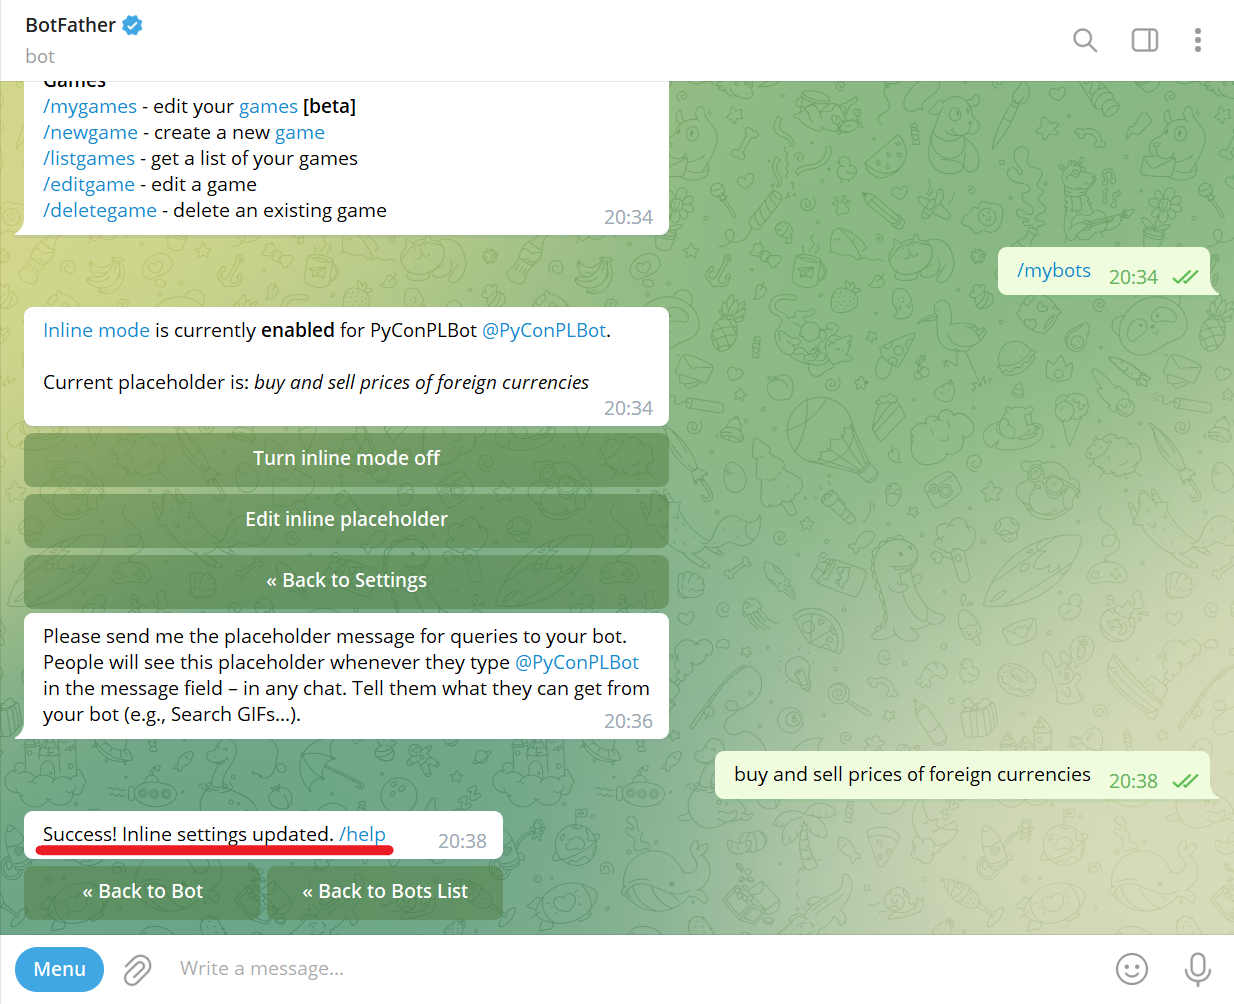 BotFather
bot
Games
/mygames - edit your games [beta]
/newgame - create a new game
/listgames - get a list of your games
/editgame - edit a game
/deletegame - delete an existing game
20:34
/mybots 20:34
Inline mode is currently enabled for PyConPLBot @PyConPLBot.
Current placeholder is: buy and sell prices of foreign currencies
20:34
Turn inline mode off
Edit inline placeholder
« Back to Settings
Please send me the placeholder message for queries to your bot.
People will see this placeholder whenever they type @PyConPLBot
in the message field – in any chat. Tell them what they can get from
your bot (e.g., Search GIFs...).
20:36
buy and sell prices of foreign currencies 20:38
Success! Inline settings updated. /help 20:38
« Back to Bot
« Back to Bots List
Menu
Write a message...